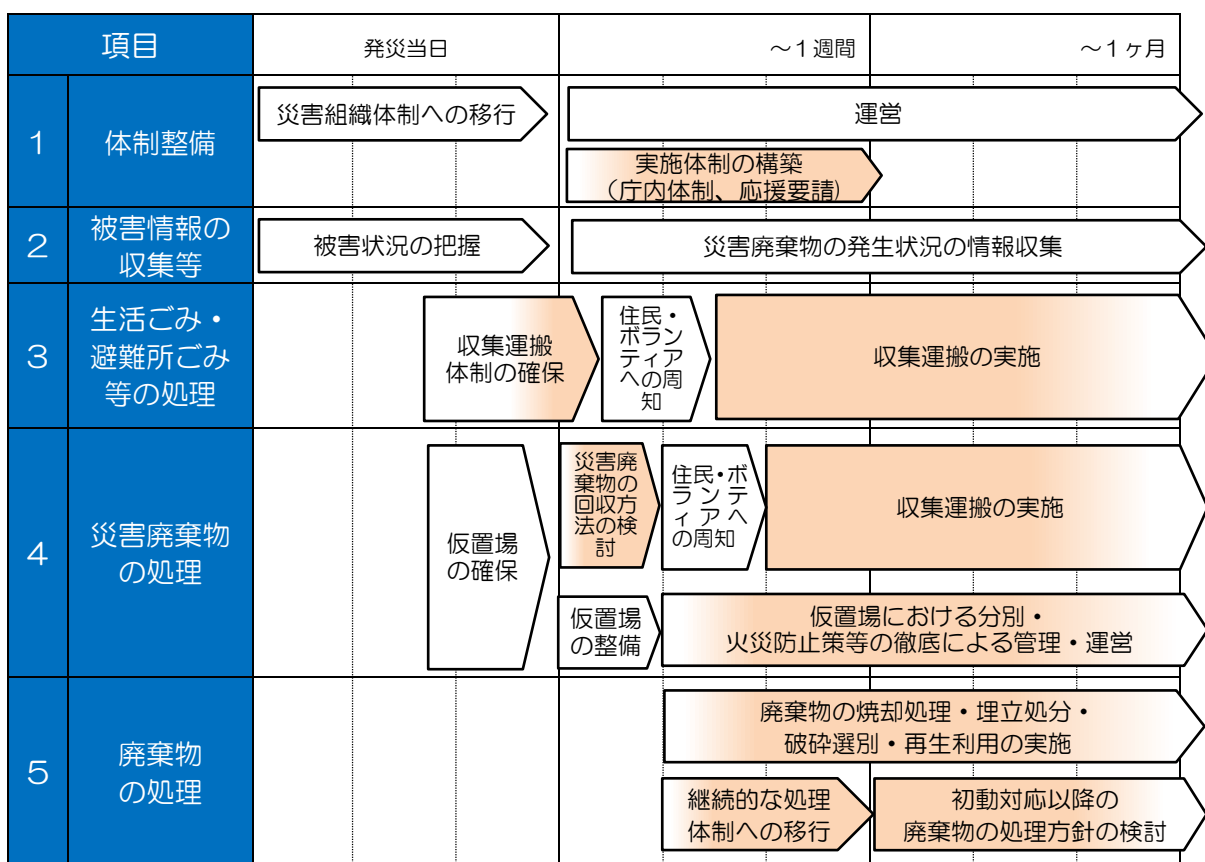 項目
発災当日
～1週間
～1ヶ月
1
体制整備
災害組織体制への移行
運営
実施体制の構築
（庁内体制、応援要請）
2
被害情報の
収集等
被害状況の把握
災害廃棄物の発生状況の情報収集
3
生活ごみ・
避難所ごみ
等の処理
収集運搬
体制の確保
住民・
ボラン
ティア
への周
知
収集運搬の実施
4
災害廃棄物
の処理
仮置場
の確保
災害廃
棄物の
回収方
法の検
討
住民・ボ
ランテ
ィアへ
の周知
収集運搬の実施
仮置場
の整備
仮置場における分別・
火災防止策等の徹底による管理・運営
5
廃棄物
の処理
廃棄物の焼却処理・埋立処分・
破砕選別・再生利用の実施
継続的な処理
体制への移行
初動対応以降の
廃棄物の処理方針の検討